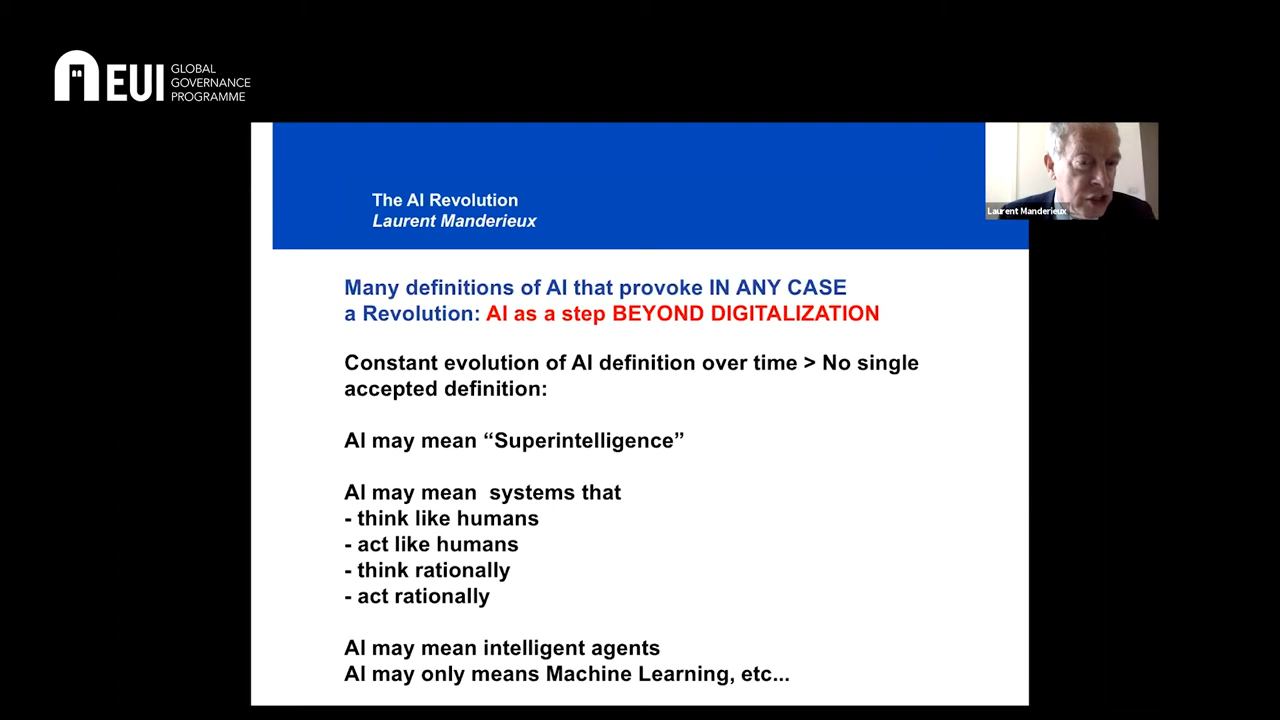 EUI
GLOBAL
GOVERNANCE
PROGRAMME
The AI Revolution
Laurent Manderieux
Laurent Manderieux
Many definitions of AI that provoke IN ANY CASE
a Revolution: AI as a step BEYOND DIGITALIZATION
Constant evolution of AI definition over time > No single
accepted definition:
AI may mean “Superintelligence”
AI may mean  systems that
- think like humans
- act like humans
- think rationally
- act rationally
AI may mean intelligent agents
AI may only means Machine Learning, etc...